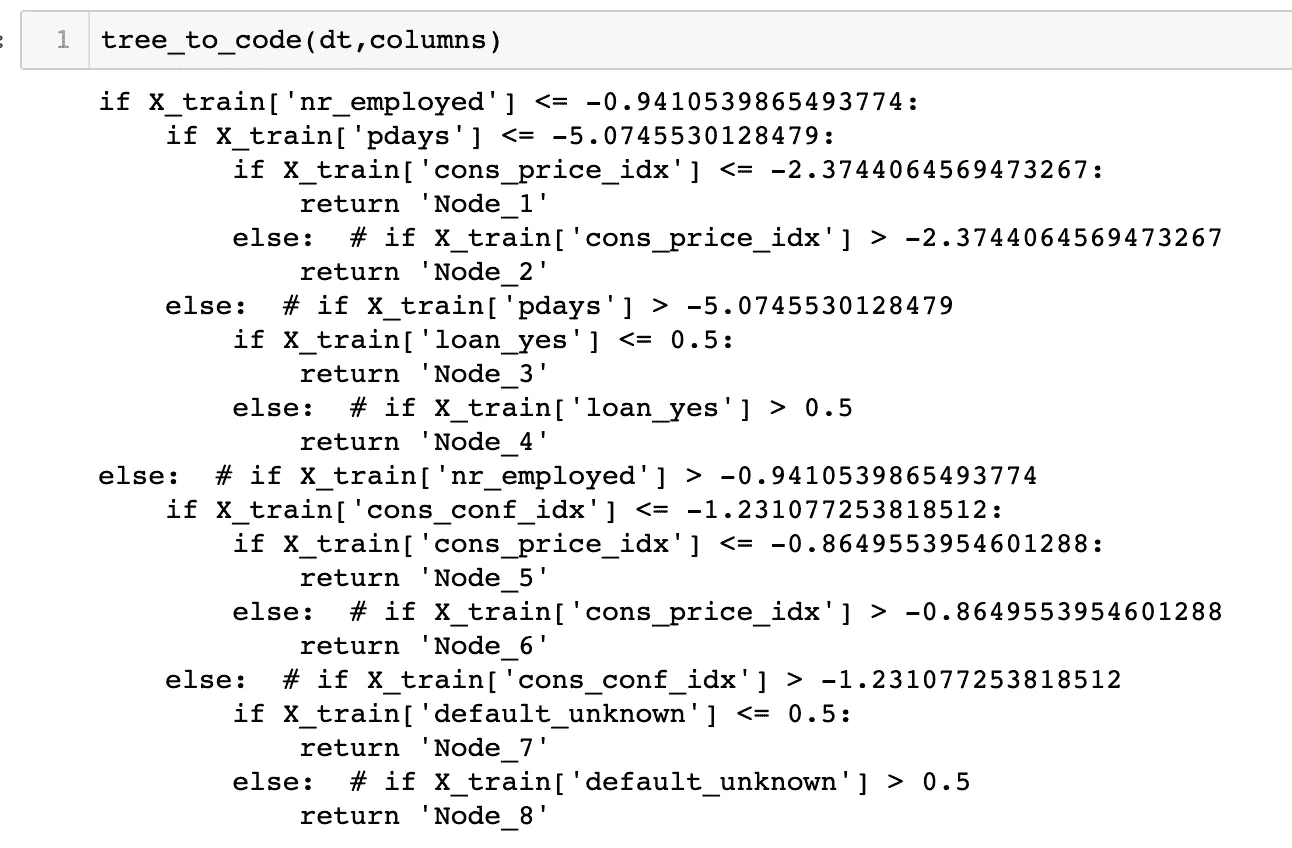 1 tree_to_code(dt,columns)
if X_train['nr_employed'] <= -0.9410539865493774:
if X_train['pdays'] <= -5.0745530128479:
if X_train['cons_price_idx'] <= -2.3744064569473267:
return 'Node_1'
else:  # if X_train['cons_price_idx'] > -2.3744064569473267
return 'Node_2'
else:  # if X_train['pdays'] > -5.0745530128479
if X_train['loan_yes'] <= 0.5:
return 'Node_3'
else:  # if X_train['loan_yes'] > 0.5
return 'Node_4'
else:  # if X_train['nr_employed'] > -0.9410539865493774
if X_train['cons_conf_idx'] <= -1.231077253818512:
if X_train['cons_price_idx'] <= -0.8649553954601288:
return 'Node_5'
else:  # if X_train['cons_price_idx'] > -0.8649553954601288
return 'Node_6'
else:  # if X_train['cons_conf_idx'] > -1.231077253818512
if X_train['default_unknown'] <= 0.5:
return 'Node_7'
else:  # if X_train['default_unknown'] > 0.5
return 'Node_8'